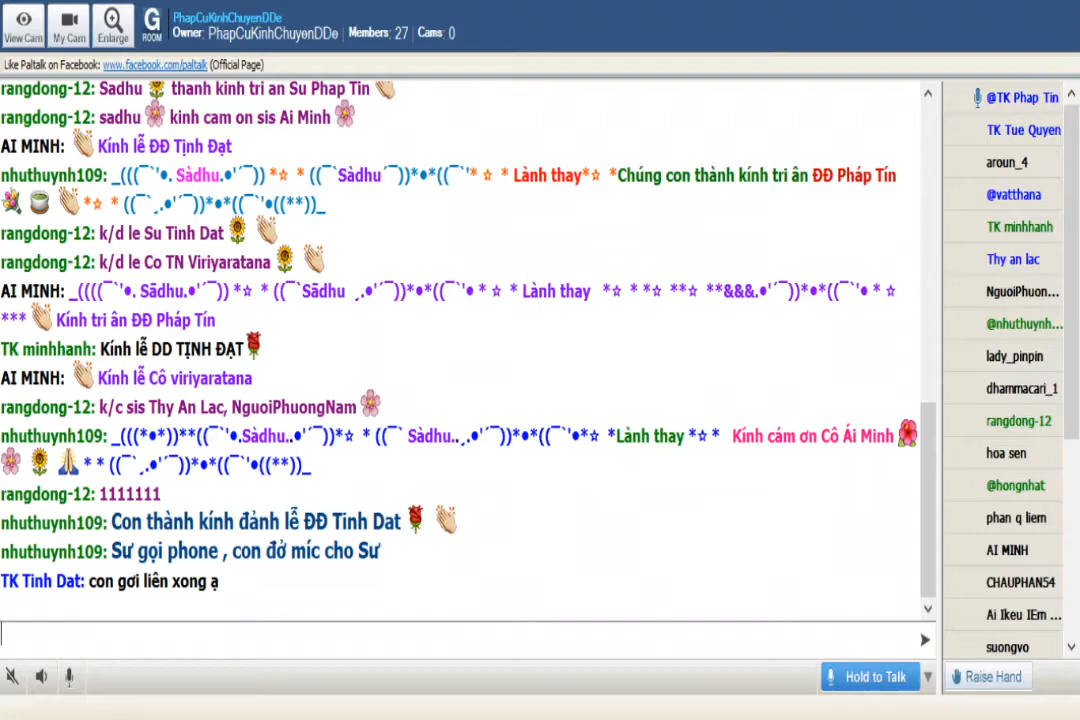 View Cam
My Cam
Enlarge
G
ROOM
PhapCuKinhChuyenDDe
Owner: PhapCuKinhChuyenDDe | Members: 27 | Cams: 0
Like Paltalk on Facebook: www.facebook.com/paltalk (Official Page)
rangdong-12: Sadhu 🌻 thanh kinh tri an Su Phap Tin 👏
rangdong-12: sadhu 🌸 kinh cam on sis Ai Minh 🌸
AI MINH: 👏 Kính lễ ĐĐ Tịnh Đạt
nhuthuynh109: _(((¯`'•. Sàdhu.•'´¯)) *☆ * ((¯`Sàdhu´¯))*•*((¯`'* ☆ * Lành thay*☆ *Chúng con thành kính tri ân ĐĐ Pháp Tín
💐 🍵 👏 *☆ * ((¯`¸.•'´¯))*•*((¯`'•((**))_
rangdong-12: k/d le Su Tinh Dat 🌻 👏
rangdong-12: k/d le Co TN Viriyaratana 🌻 👏
AI MINH: _((((¯`'•. Sādhu.•'´¯)) *☆ * ((¯`Sādhu ¸.•'´¯))*•*((¯`'• * ☆ * Lành thay *☆ * *☆ **☆ **&&&.•'´¯))*•*((¯`'• * ☆
*** 👏 Kính tri ân ĐĐ Pháp Tín
TK minhhanh: Kính lễ DD TỊNH ĐẠT🌹
AI MINH: 👏 Kính lễ Cô viriyaratana
rangdong-12: k/c sis Thy An Lac, NguoiPhuongNam 🌸
nhuthuynh109: _(((*•*))**((¯`'•.Sàdhu..•'´¯))*☆ * ((¯` Sàdhu..¸.•'´¯))*•*((¯`'•*☆ *Lành thay *☆ * Kính cám ơn Cô Ái Minh 🌺
🌸 🌻 🙏 * * ((¯`¸.•'´¯))*•*((¯`'•((**))_
rangdong-12: 1111111
nhuthuynh109: Con thành kính đảnh lễ ĐĐ Tinh Dat 🌹 👏
nhuthuynh109: Sư gọi phone , con đở míc cho Sư
TK Tinh Dat: con gơi liên xong ạ
@TK Phap Tin
TK Tue Quyen
aroun_4
@vatthana
TK minhhanh
Thy an lac
NguoiPhuon...
@nhuthuynh...
lady_pinpin
dhammacari_1
rangdong-12
hoa sen
@hongnhat
phan q liem
AI MINH
CHAUPHAN54
Ai Ikeu IEm ...
suongvo
Hold to Talk
Raise Hand